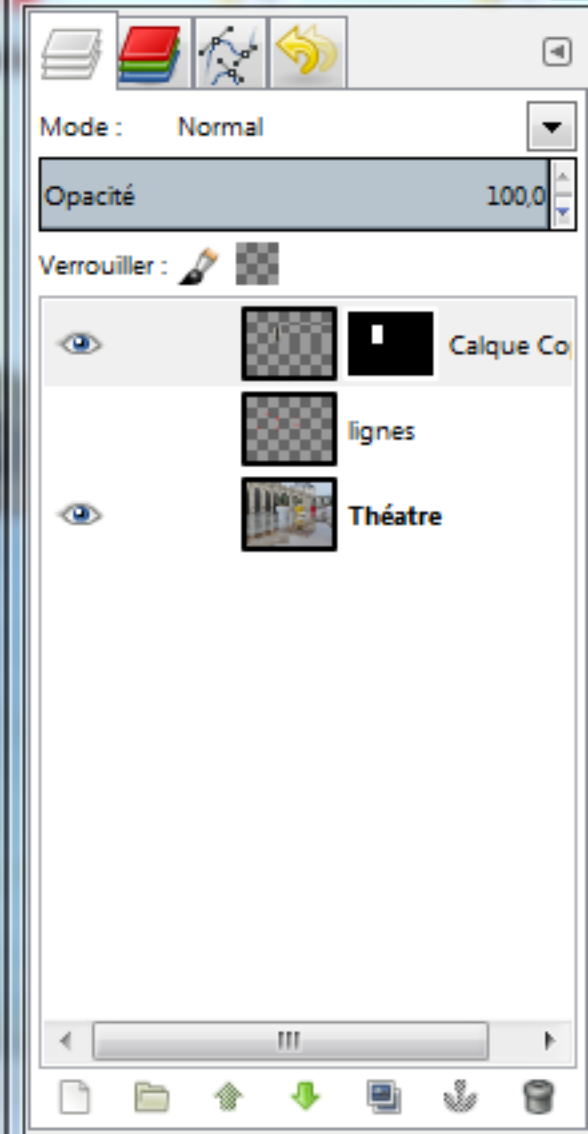 Mode : Normal
Opacité 100,0
Verrouiller :
Calque Co
lignes
Théatre